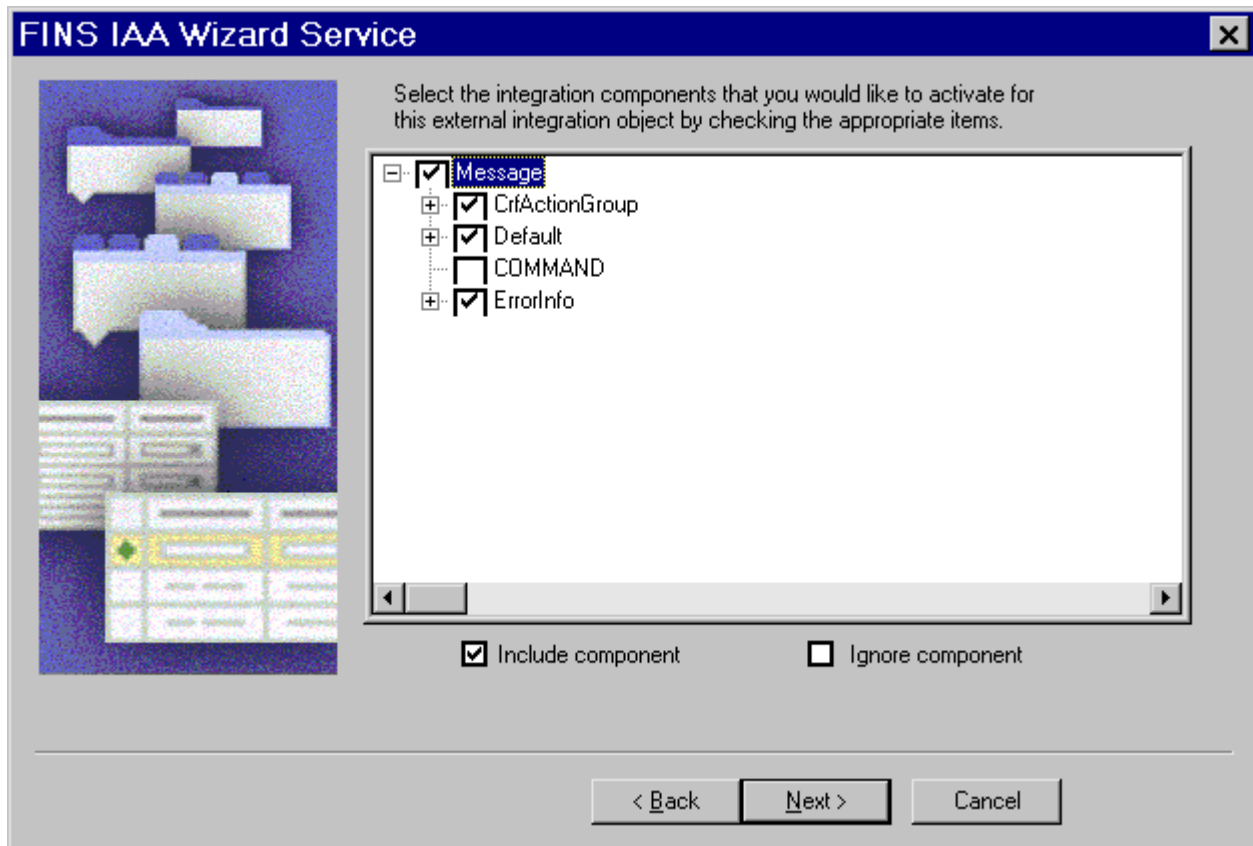 FINS IAA Wizard Service
Select the integration components that you would like to activate for
this external integration object by checking the appropriate items.
Message
CrfActionGroup
Default
COMMAND
ErrorInfo
Include component
Ignore component
< Back
Next >
Cancel